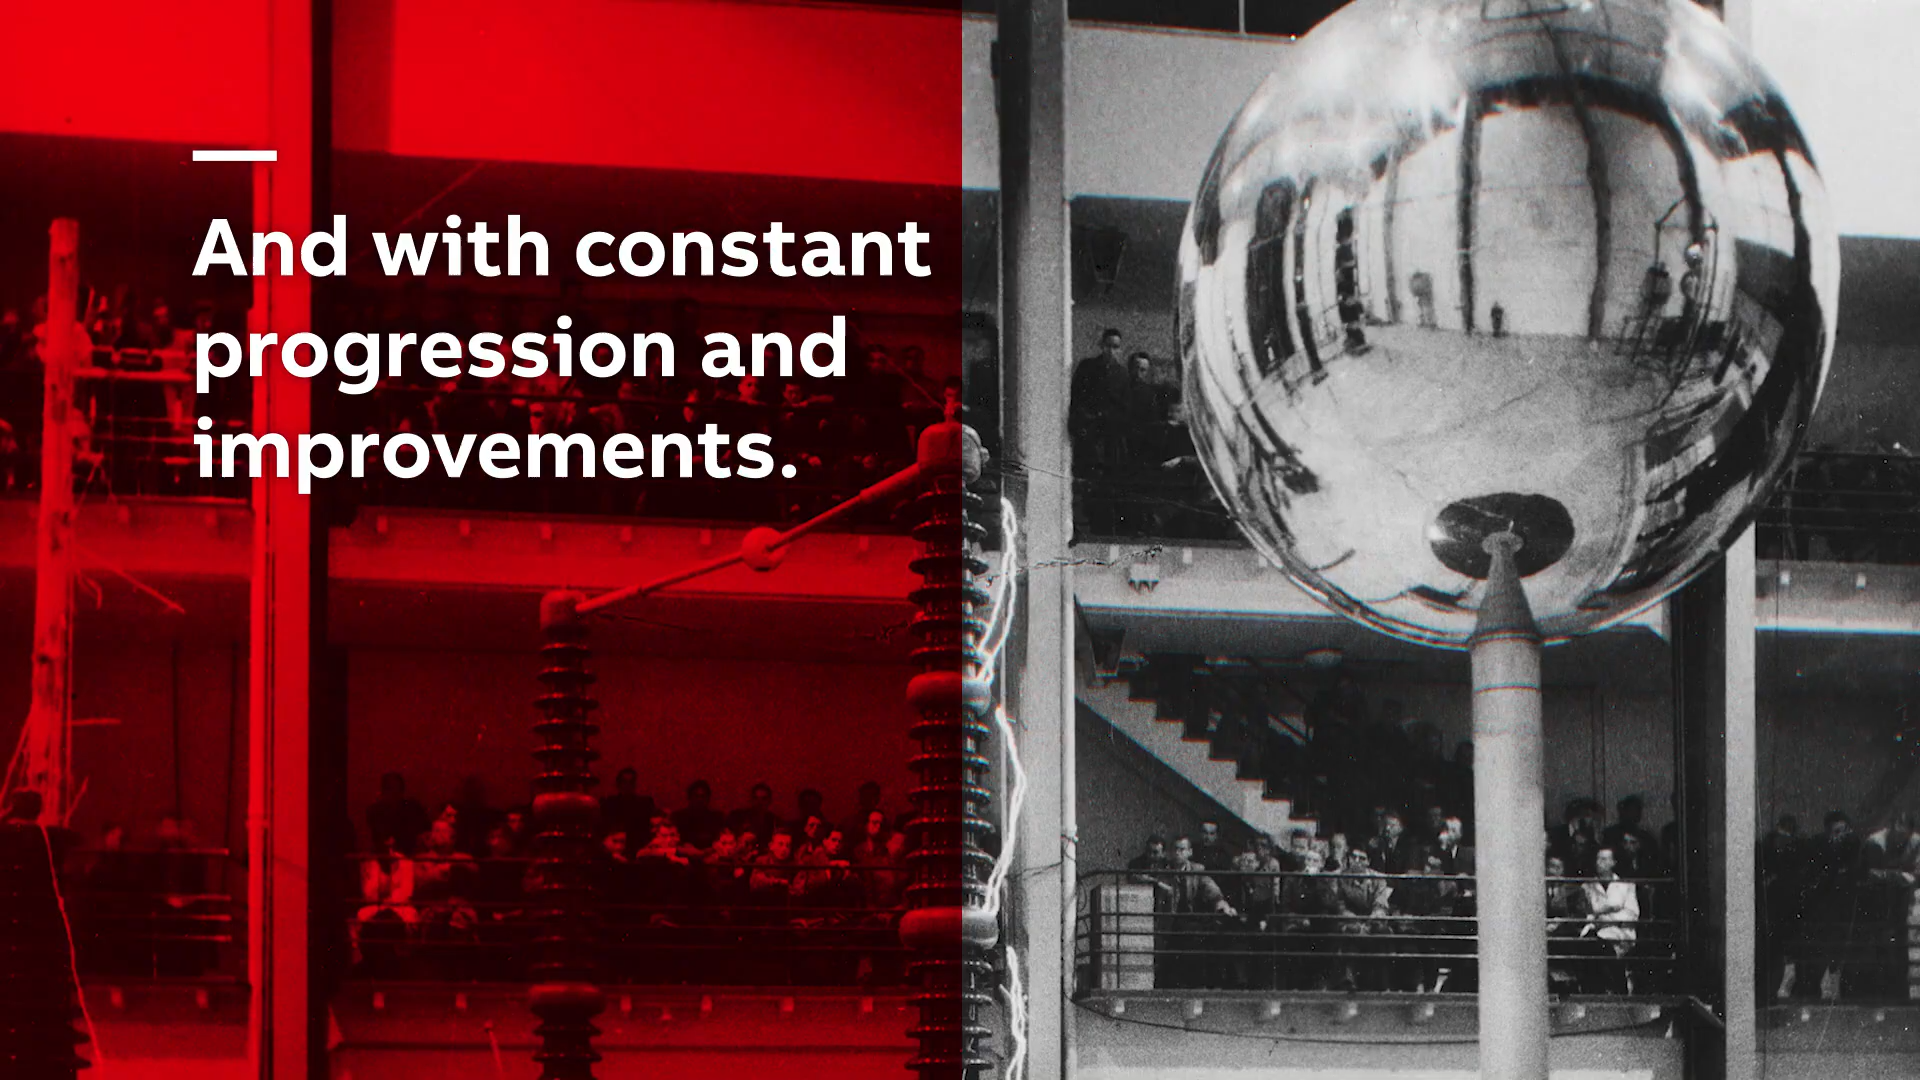 And with constant
progression and
improvements.